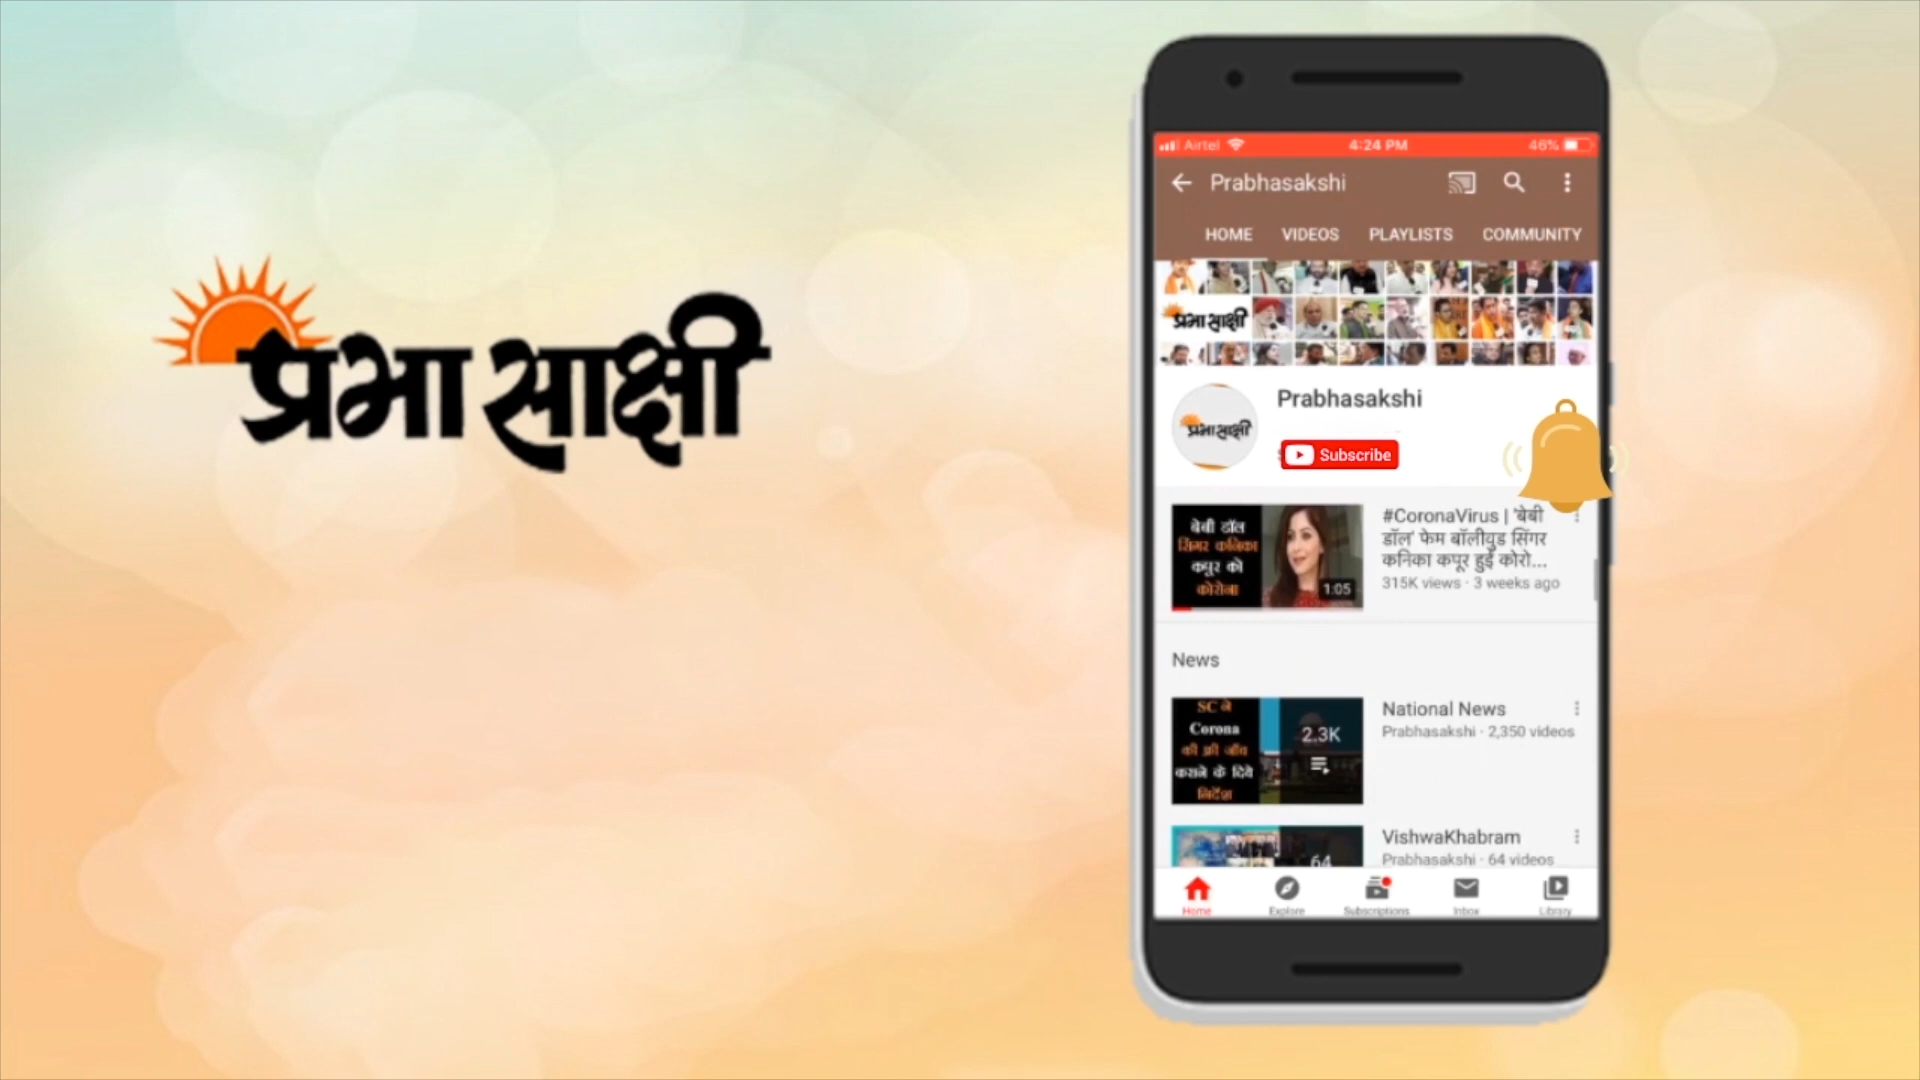 प्रभासाक्षी
Airtel 4:24 PM 46%
Prabhasakshi
HOME VIDEOS PLAYLISTS COMMUNITY
प्रभासाक्षी
Prabhasakshi
प्रभासाक्षी
Subscribe
बेबी डॉल
सिंगर कनिका
कपूर को
कोरोना
1:05
#CoronaVirus | 'बेबी
डॉल' फेम बॉलीवुड सिंगर
कनिका कपूर हुईं कोरो...
315K views · 3 weeks ago
News
SC ने
Corona
की फ्री जांच
कराने के दिये
निर्देश
2.3K
National News
Prabhasakshi · 2,350 videos
64
VishwaKhabram
Prabhasakshi · 64 videos
Home Explore Subscriptions Inbox Library